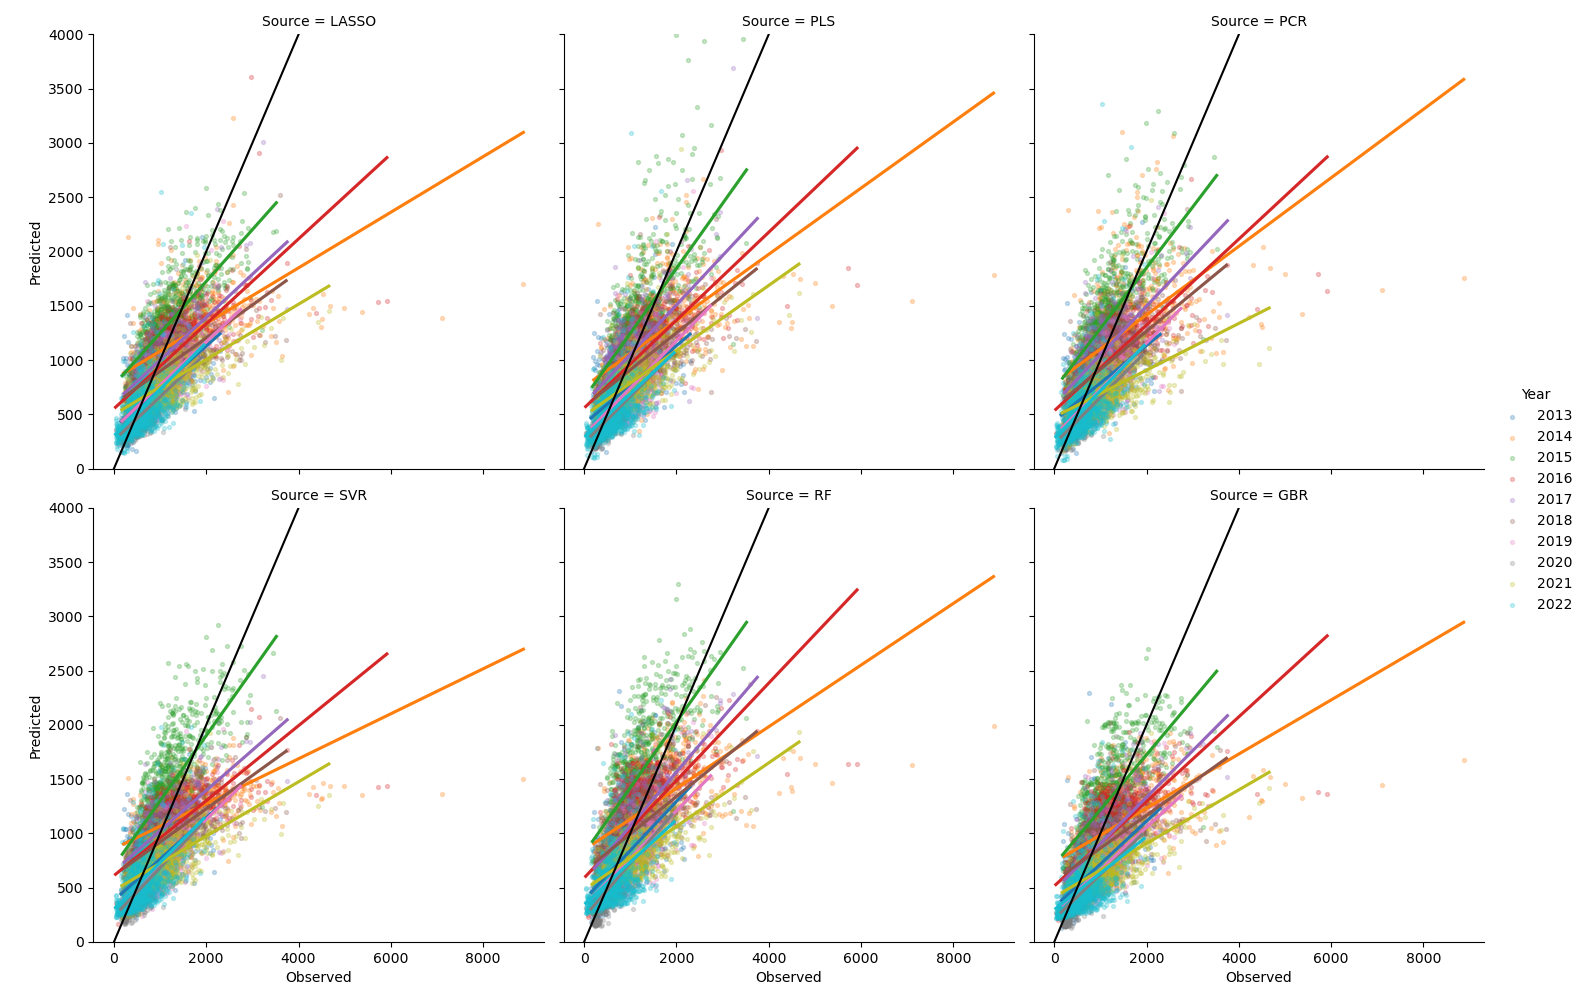 Source = LASSO
Source = PLS
Source = PCR
4000
3500
3000
2500
2000
1500
1000
500
0
Predicted
Source = SVR
Source = RF
Source = GBR
4000
3500
3000
2500
2000
1500
1000
500
0
Predicted
0 2000 4000 6000 8000
Observed
0 2000 4000 6000 8000
Observed
0 2000 4000 6000 8000
Observed
Year
2013
2014
2015
2016
2017
2018
2019
2020
2021
2022